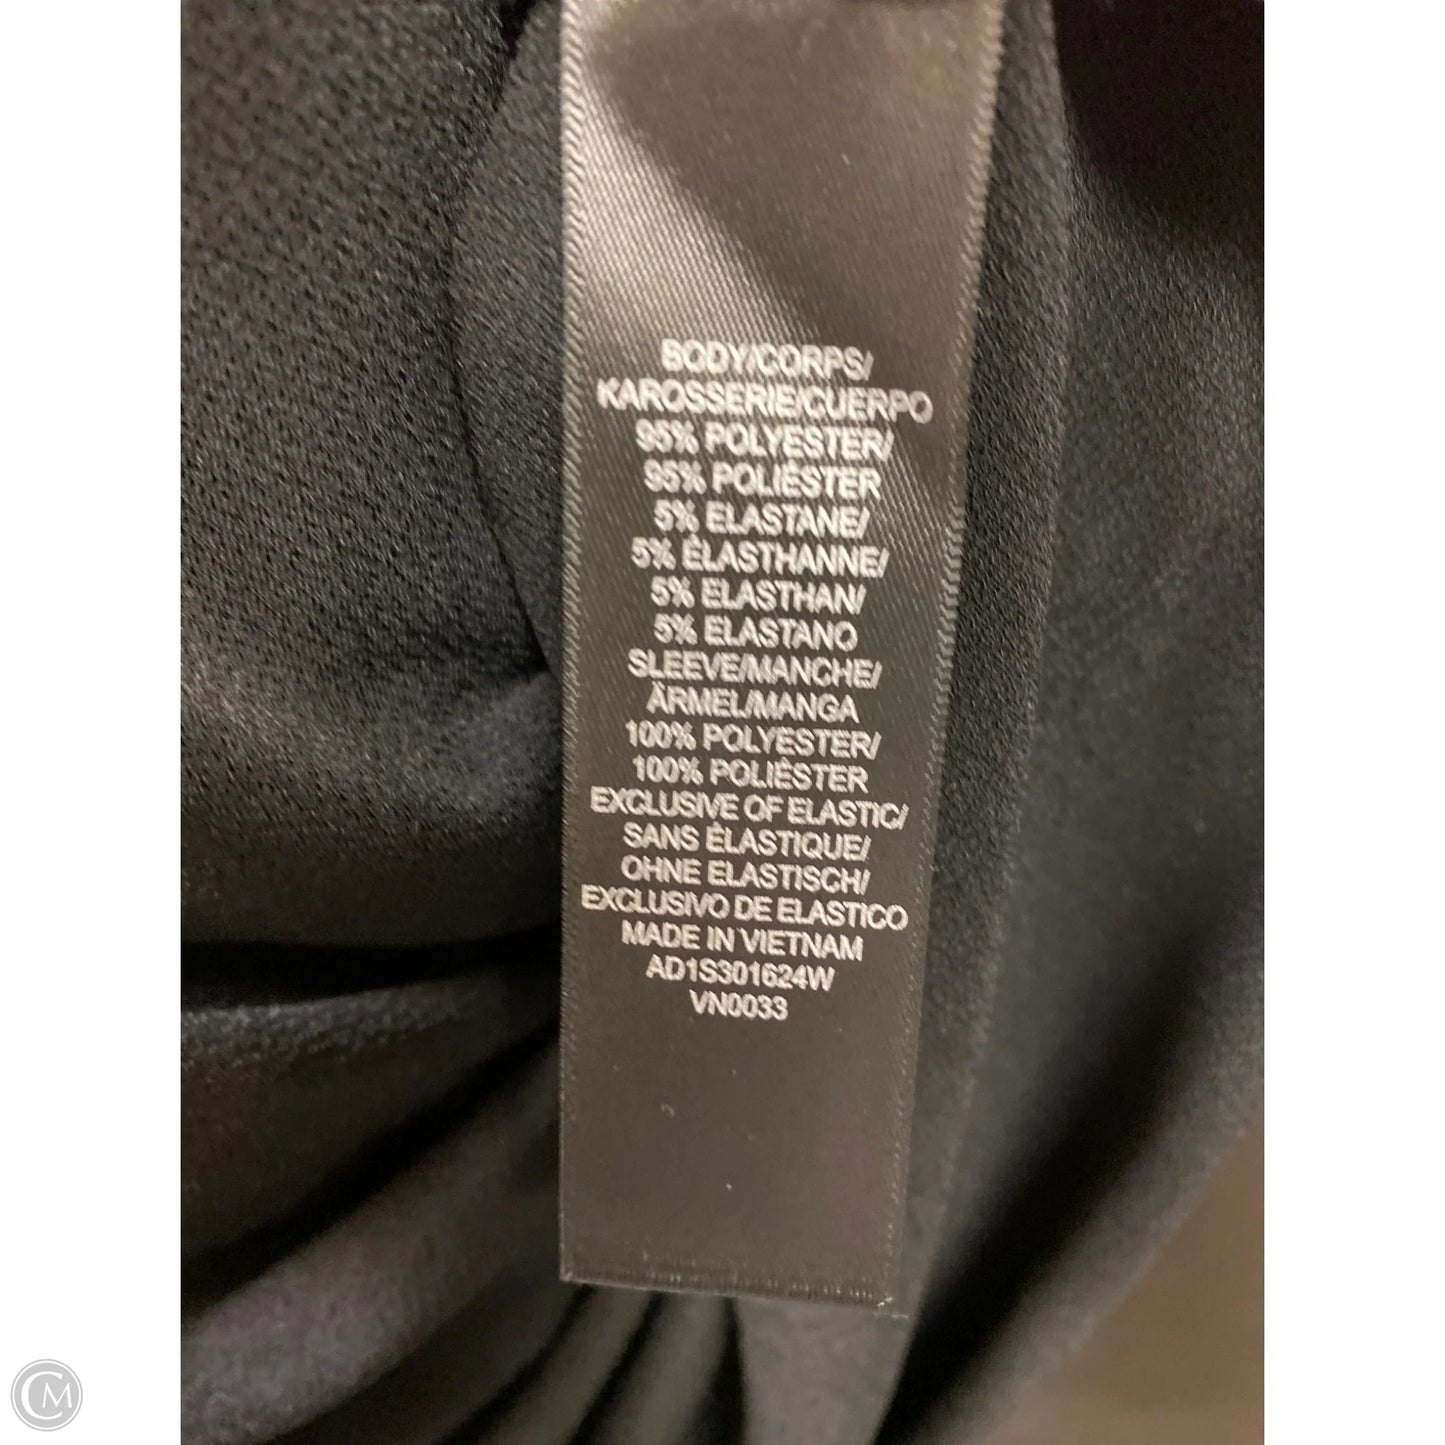 BODY/CORPS/
KAROSSERIE/CUERPO
95% POLYESTER/
95% POLIÉSTER
5% ELASTANE/
5% ÉLASTHANNE/
5% ELASTHAN/
5% ELASTANO
SLEEVE/MANCHE/
ÄRMEL/MANGA
100% POLYESTER/
100% POLIÉSTER
EXCLUSIVE OF ELASTIC/
SANS ÉLASTIQUE/
OHNE ELASTISCH/
EXCLUSIVO DE ELASTICO
MADE IN VIETNAM
AD1S301624W
VN0033
CM